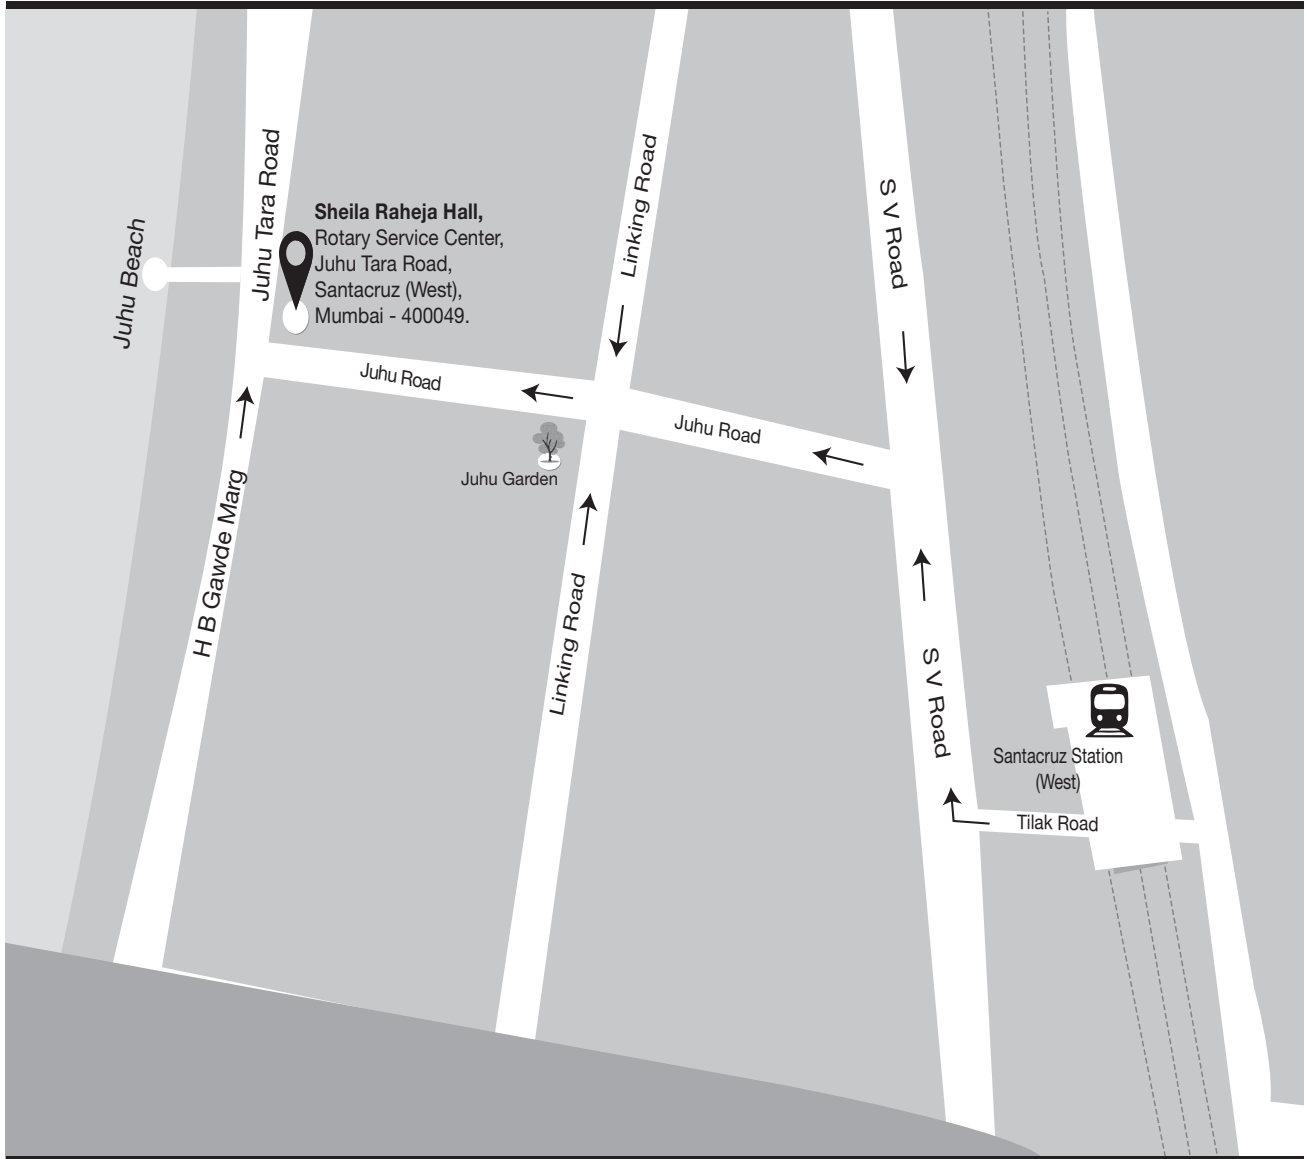 Juhu Tara Road
Juhu Beach
Sheila Raheja Hall,
Rotary Service Center,
Juhu Tara Road,
Santacruz (West),
Mumbai - 400049.
Linking Road
S V Road
Juhu Road
Juhu Road
Juhu Garden
H B Gawde Marg
Linking Road
S V Road
Santacruz Station
(West)
Tilak Road